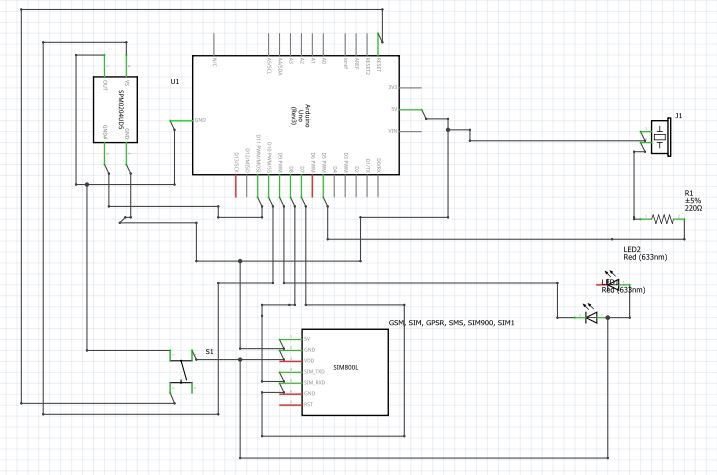 U1
N/C
A5/SCL
A4/SDA
A3
A2
A1
A0
ioref
AREF
RESET2
RESET
OUT
VS
SPMU204AUDS
GND
GND
Arduino
Uno
(Rev3)
GND
3V3
5V
VIN
D13/SCK
D12/MISO
D11 PWM/MOSI
D10 PWM/SS
D9 PWM
D8
D7
D6 PWM
D5 PWM
D4
D3 PWM
D2
D1/TX
D0/RX
J1
R1
±5%
220Ω
LED2
Red (633nm)
Red (633nm)
GSM, SIM, GPSR, SMS, SIM900, SIM1
S1
5V
GND
VDD
SIM_TXD
SIM_RXD
GND
RST
SIM800L